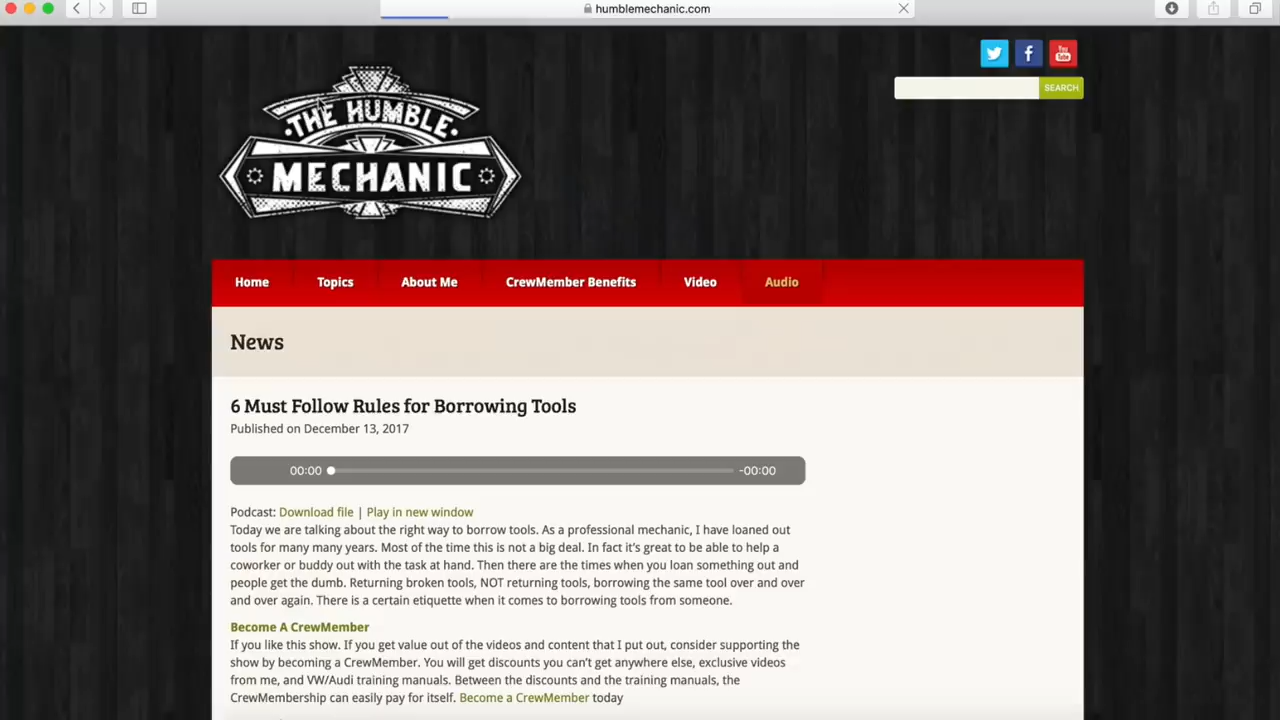 humblemechanic.com
You Tube
SEARCH
THE HUMBLE
MECHANIC
Home Topics About Me CrewMember Benefits Video Audio
News
6 Must Follow Rules for Borrowing Tools
Published on December 13, 2017
00:00 -00:00
Podcast: Download file | Play in new window
Today we are talking about the right way to borrow tools. As a professional mechanic, I have loaned out
tools for many many years. Most of the time this is not a big deal. In fact it's great to be able to help a
coworker or buddy out with the task at hand. Then there are the times when you loan something out and
people get the dumb. Returning broken tools, NOT returning tools, borrowing the same tool over and over
and over again. There is a certain etiquette when it comes to borrowing tools from someone.
Become A CrewMember
If you like this show. If you get value out of the videos and content that I put out, consider supporting the
show by becoming a CrewMember. You will get discounts you can't get anywhere else, exclusive videos
from me, and VW/Audi training manuals. Between the discounts and the training manuals, the
CrewMembership can easily pay for itself. Become a CrewMember today